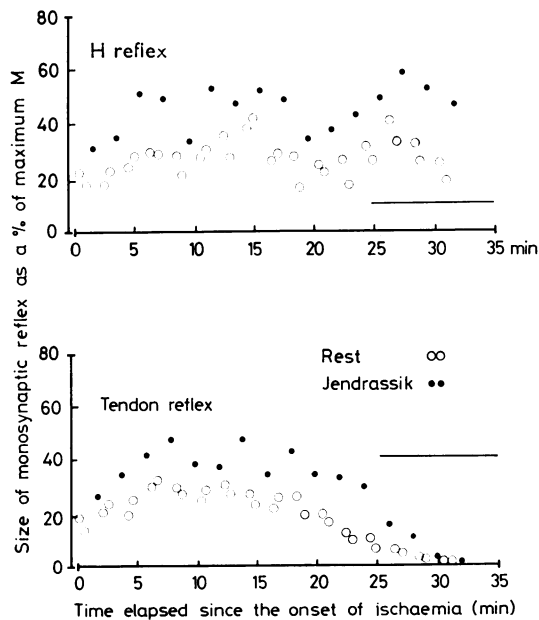 Size of monosynaptic reflex as a % of maximum M
80
H reflex
60
40
20
0
0 5 10 15 20 25 30 35 min
80
Rest
Jendrassik
60
Tendon reflex
40
20
0
0 5 10 15 20 25 30 35
Time elapsed since the onset of ischaemia (min)